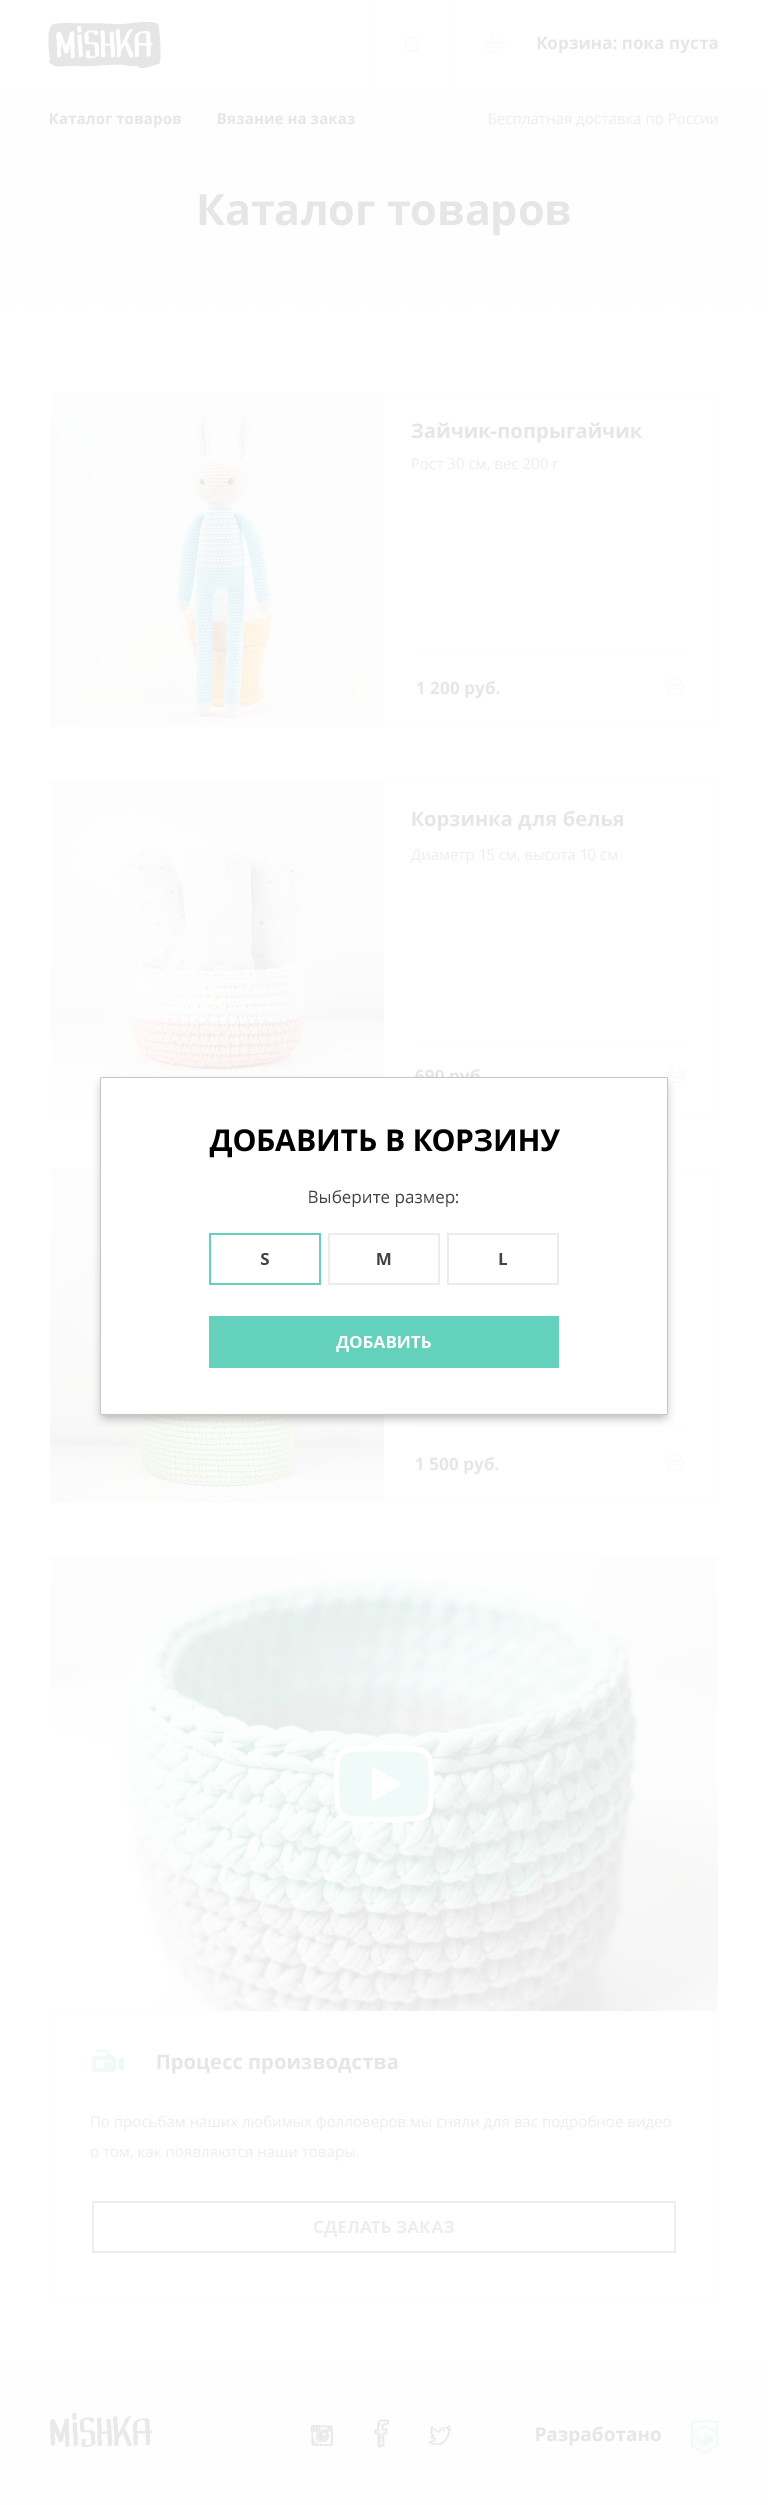 MiSHKA
Корзина: пока пуста
Каталог товаров
Вязание на заказ
Бесплатная доставка по России
Каталог товаров
Зайчик-попрыгайчик
Рост 30 см, вес 200 г
1 200 руб.
Корзинка для белья
Диаметр 15 см, высота 10 см
690 руб.
ДОБАВИТЬ В КОРЗИНУ
Выберите размер:
S
M
L
ДОБАВИТЬ
1 500 руб.
Процесс производства
По просьбам наших любимых фолловеров мы сняли для вас подробное видео
о том, как появляются наши товары.
СДЕЛАТЬ ЗАКАЗ
MiSHKA
Разработано